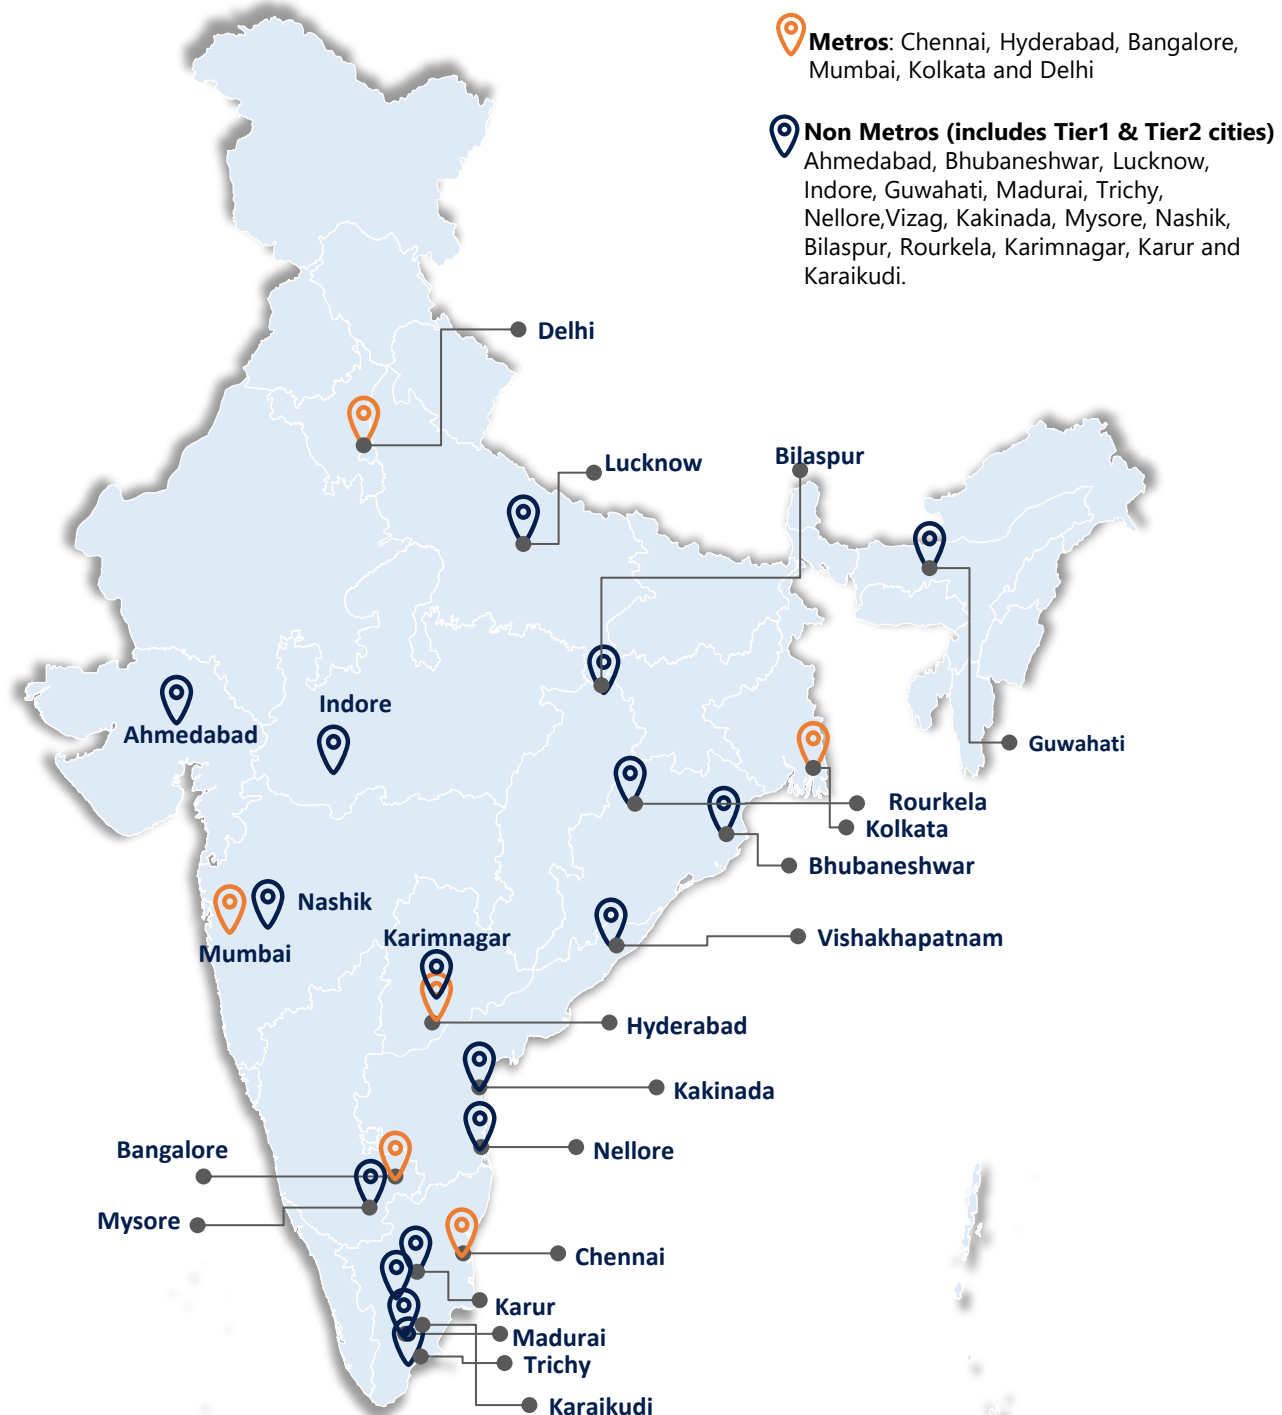 Metros: Chennai, Hyderabad, Bangalore,
Mumbai, Kolkata and Delhi
Non Metros (includes Tier1 & Tier2 cities)
Ahmedabad, Bhubaneshwar, Lucknow,
Indore, Guwahati, Madurai, Trichy,
Nellore,Vizag, Kakinada, Mysore, Nashik,
Bilaspur, Rourkela, Karimnagar, Karur and
Karaikudi.
Delhi
Lucknow
Bilaspur
Indore
Ahmedabad
Guwahati
Rourkela
Kolkata
Bhubaneshwar
Nashik
Karimnagar
Vishakhapatnam
Mumbai
Hyderabad
Kakinada
Bangalore
Nellore
Mysore
Chennai
Karur
Madurai
Trichy
Karaikudi